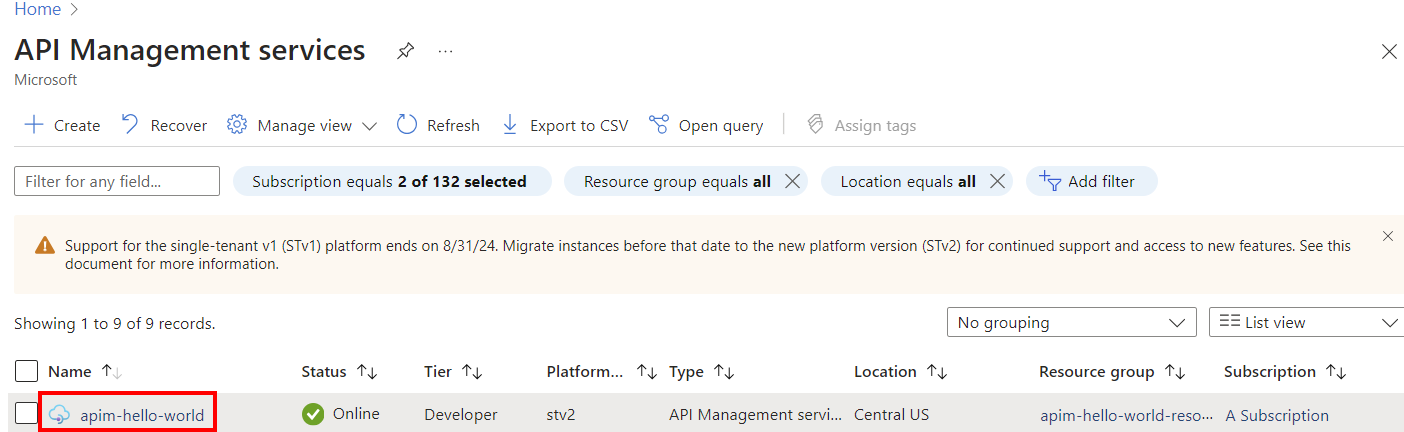 Home
API Management services
...
Microsoft
Create Recover Manage view Refresh Export to CSV Open query Assign tags
Filter for any field... Subscription equals 2 of 132 selected Resource group equals all Location equals all Add filter
Support for the single-tenant v1 (STv1) platform ends on 8/31/24. Migrate instances before that date to the new platform version (STv2) for continued support and access to new features. See this
document for more information.
Showing 1 to 9 of 9 records. No grouping List view
Name Status Tier Platform... Type Location Resource group Subscription
apim-hello-world Online Developer stv2 API Management servi... Central US apim-hello-world-reso... A Subscription